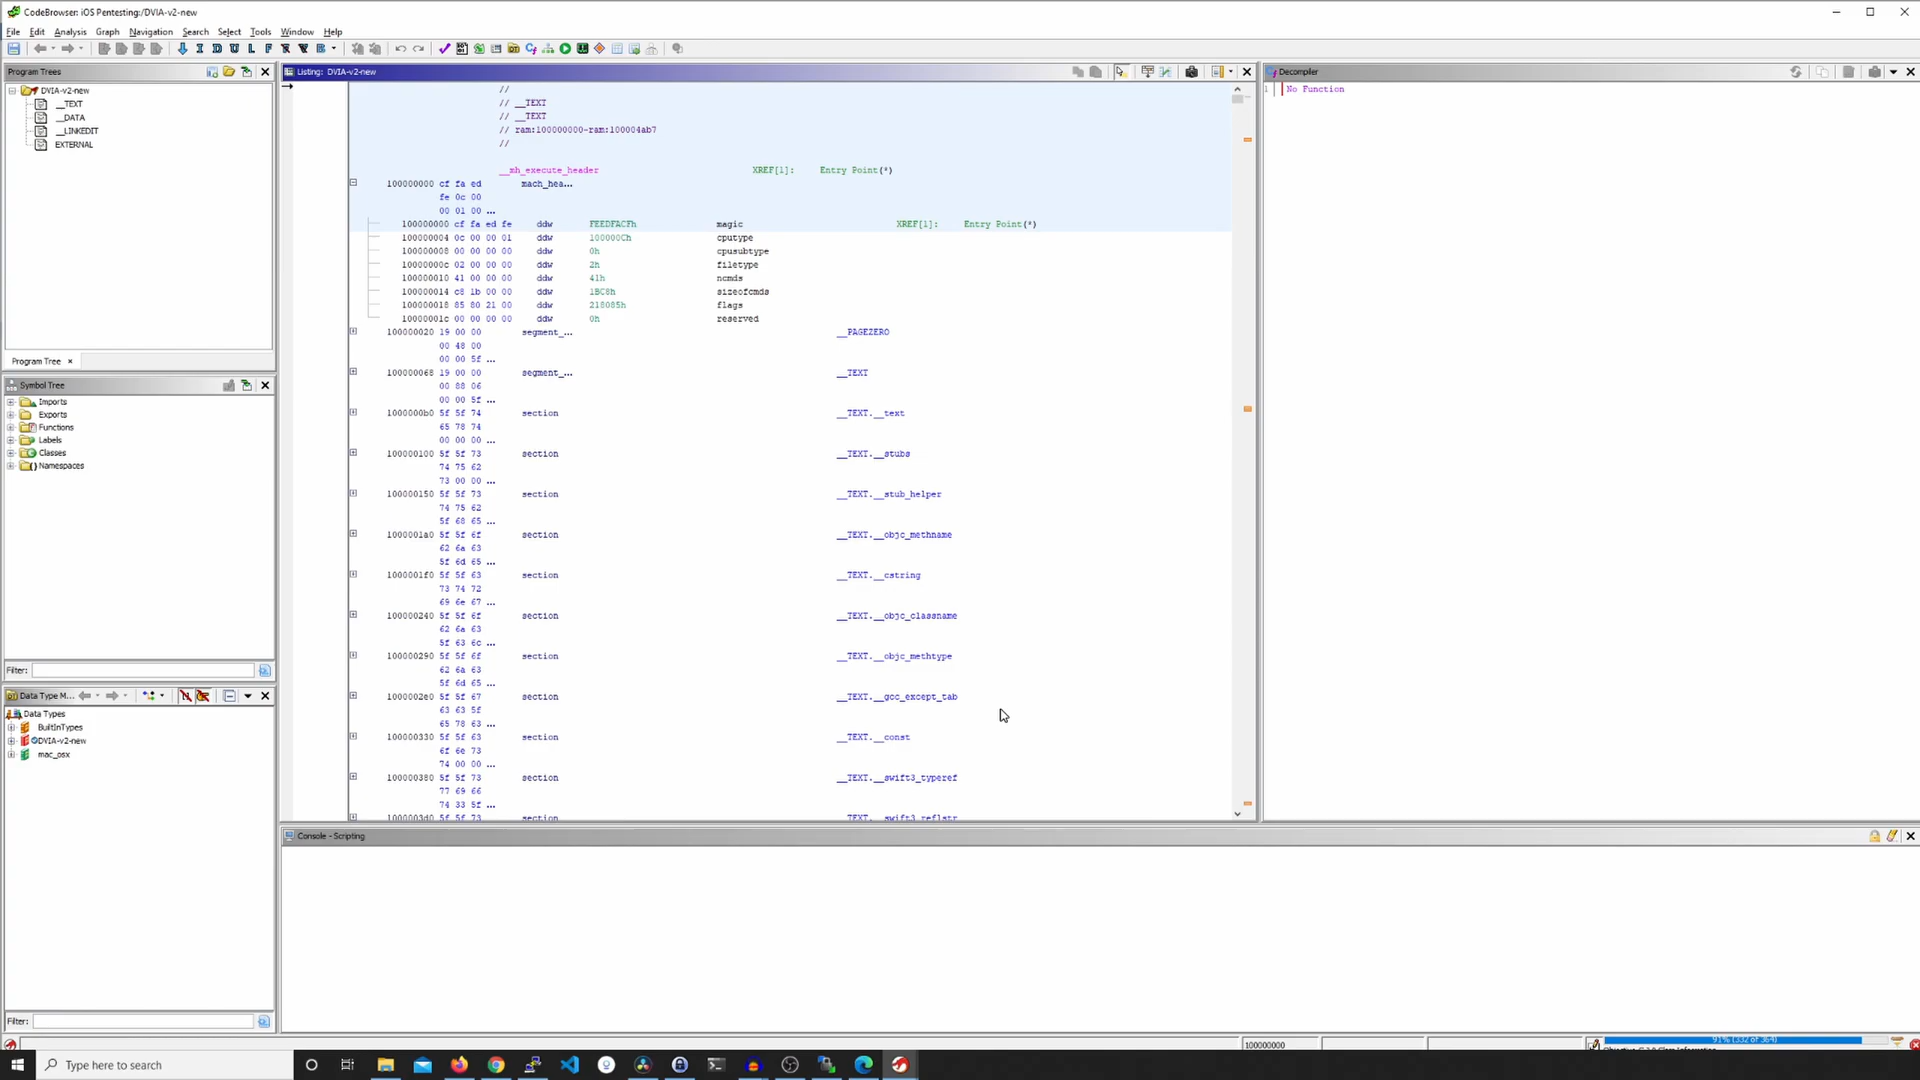 CodeBrowser: iOS Pentesting:/DVIA-v2-new
File Edit Analysis Graph Navigation Search Select Tools Window Help
I D U L F B
Program Trees
DVIA-v2-new
__TEXT
__DATA
__LINKEDIT
EXTERNAL
Program Tree
Symbol Tree
Imports
Exports
Functions
Labels
Classes
Namespaces
Filter:
Data Type M...
Data Types
BuiltInTypes
DVIA-v2-new
mac_osx
Filter:
Listing: DVIA-v2-new
//
// __TEXT
// __TEXT
// ram:100000000-ram:100004ab7
//
__mh_execute_header XREF[1]: Entry Point(*)
100000000 cf fa ed mach_hea...
fe 0c 00
00 01 00 ...
100000000 cf fa ed fe ddw FEEDFACFh magic XREF[1]: Entry Point(*)
100000004 0c 00 00 01 ddw 100000Ch cputype
100000008 00 00 00 00 ddw 0h cpusubtype
10000000c 02 00 00 00 ddw 2h filetype
100000010 41 00 00 00 ddw 41h ncmds
100000014 c8 1b 00 00 ddw 1BC8h sizeofcmds
100000018 85 80 21 00 ddw 218085h flags
10000001c 00 00 00 00 ddw 0h reserved
100000020 19 00 00 segment_... __PAGEZERO
00 48 00
00 00 5f ...
100000068 19 00 00 segment_... __TEXT
00 88 06
00 00 5f ...
1000000b0 5f 5f 74 section __TEXT.__text
65 78 74
00 00 00 ...
100000100 5f 5f 73 section __TEXT.__stubs
74 75 62
73 00 00 ...
100000150 5f 5f 73 section __TEXT.__stub_helper
74 75 62
5f 68 65 ...
1000001a0 5f 5f 6f section __TEXT.__objc_methname
62 6a 63
5f 6d 65 ...
1000001f0 5f 5f 63 section __TEXT.__cstring
73 74 72
69 6e 67 ...
100000240 5f 5f 6f section __TEXT.__objc_classname
62 6a 63
5f 63 6c ...
100000290 5f 5f 6f section __TEXT.__objc_methtype
62 6a 63
5f 6d 65 ...
1000002e0 5f 5f 67 section __TEXT.__gcc_except_tab
63 63 5f
65 78 63 ...
100000330 5f 5f 63 section __TEXT.__const
6f 6e 73
74 00 00 ...
100000380 5f 5f 73 section __TEXT.__swift3_typeref
77 69 66
74 33 5f ...
1000003d0 5f 5f 73 section __TEXT.__swift3_reflstr
Decompiler
1 No Function
Console - Scripting
100000000
91% (332 of 364)
Type here to search